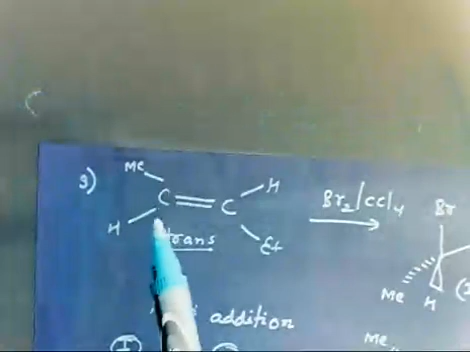 3)
Me H
C = C
H Et
trans
Br₂/CCl₄
Br
Me H
addition
I
Me